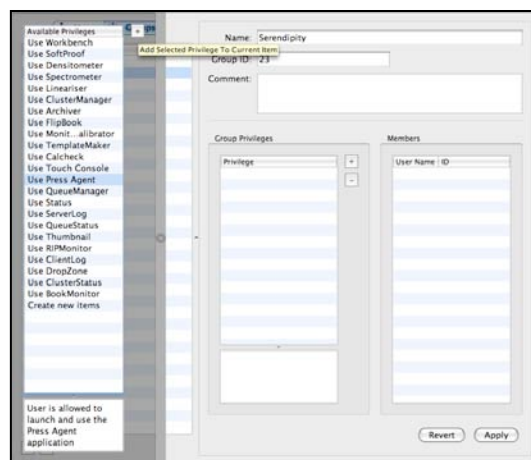 Available Privileges
+
Use Workbench
Use SoftProof
Use Densitometer
Use Spectrometer
Use Lineariser
Use ClusterManager
Use Archiver
Use FlipBook
Use Monit...alibrator
Use TemplateMaker
Use Calcheck
Use Touch Console
Use Press Agent
Use QueueManager
Use Status
Use ServerLog
Use QueueStatus
Use Thumbnail
Use RIPMonitor
Use ClientLog
Use DropZone
Use ClusterStatus
Use BookMonitor
Create new items
User is allowed to
launch and use the
Press Agent
application
Add Selected Privilege To Current Item
Name: Serendipity
Group ID: 23
Comment:
Group Privileges
Privilege
+
-
Members
User Name ID
Revert Apply